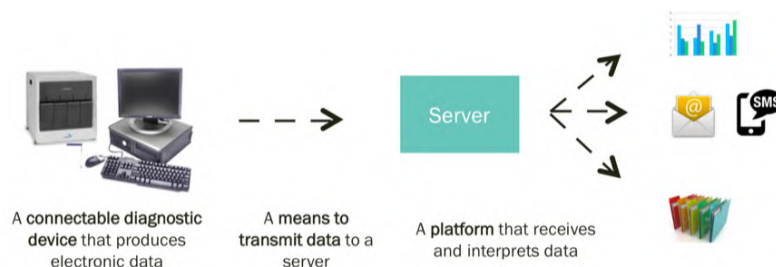 Server
@
SMS
A connectable diagnostic
device that produces
electronic data
A means to
transmit data to a
server
A platform that receives
and interprets data